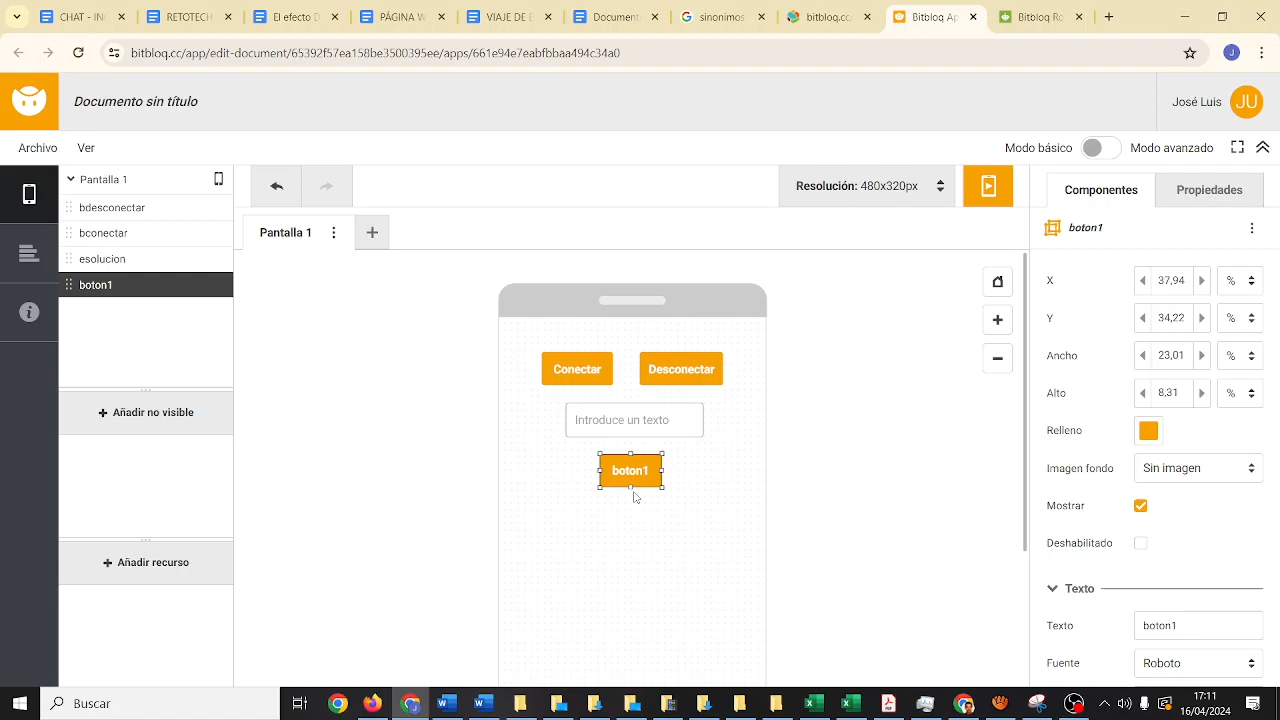 CHAT - INC
RETOTECH
El efecto
PÁGINA W
VIAJE DE E
Document
sinonimos
bitbloq.cc
Bitbloq Ap
Bitbloq Ro
bitbloq.cc/app/edit-document/65392f57ea158be3500395ee/apps/661e94e7eabfbbaa494c34a0
J
Documento sin título
José Luis
JU
Archivo
Ver
Modo básico
Modo avanzado
Pantalla 1
bdesconectar
bconectar
esolucion
boton1
Añadir no visible
Añadir recurso
Resolución: 480x320px
Pantalla 1
Conectar
Desconectar
Introduce un texto
boton1
Componentes
Propiedades
boton1
X 37,94 %
Y 34,22 %
Ancho 23,01 %
Alto 8,31 %
Relleno
Imagen fondo Sin imagen
Mostrar
Deshabilitado
Texto
Texto boton1
Fuente Roboto
Buscar
17:11
16/04/2024